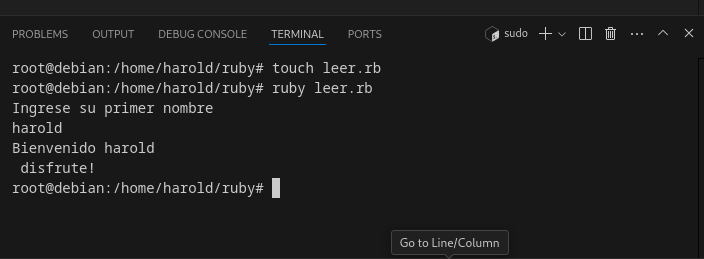 PROBLEMS OUTPUT DEBUG CONSOLE TERMINAL PORTS sudo
root@debian:/home/harold/ruby# touch leer.rb
root@debian:/home/harold/ruby# ruby leer.rb
Ingrese su primer nombre
harold
Bienvenido harold
 disfrute!
root@debian:/home/harold/ruby#
Go to Line/Column